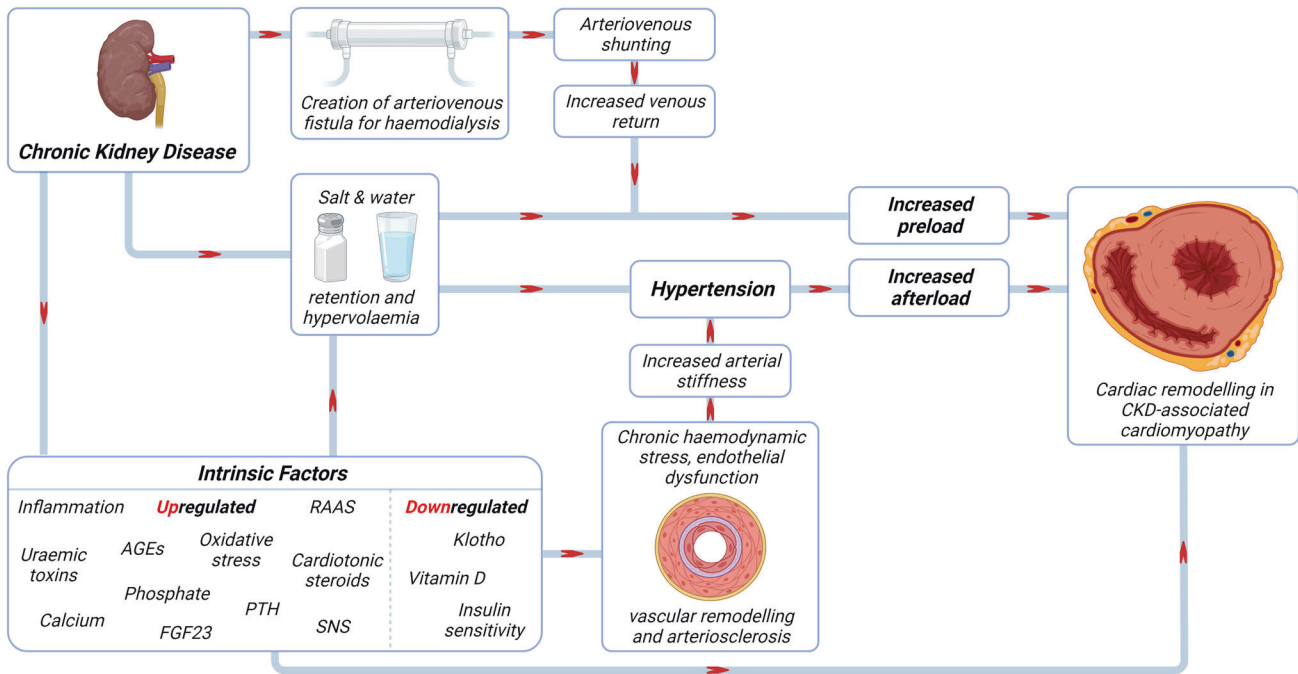 Chronic Kidney Disease
Creation of arteriovenous
fistula for haemodialysis
Arteriovenous
shunting
Increased venous
return
Salt & water
retention and
hypervolaemia
Increased
preload
Hypertension
Increased
afterload
Increased arterial
stiffness
Cardiac remodelling in
CKD-associated
cardiomyopathy
Chronic haemodynamic
stress, endothelial
dysfunction
vascular remodelling
and arteriosclerosis
Intrinsic Factors
Inflammation
Upregulated
RAAS
Uraemic
toxins
AGEs
Oxidative
stress
Cardiotonic
steroids
Phosphate
Calcium
PTH
FGF23
SNS
Downregulated
Klotho
Vitamin D
Insulin
sensitivity